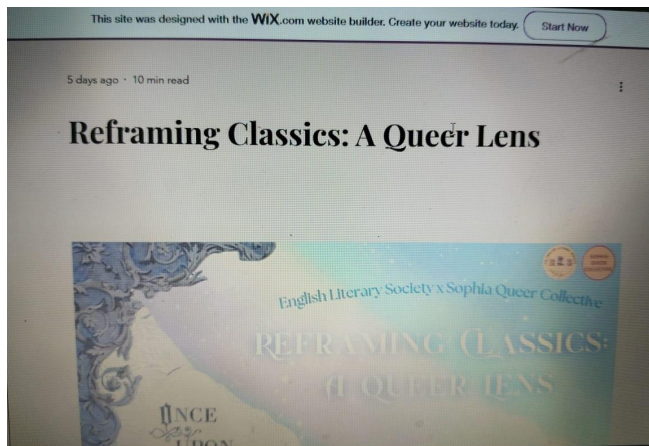 This site was designed with the WiX.com website builder. Create your website today. Start Now
5 days ago · 10 min read
Reframing Classics: A Queer Lens
English Literary Society x Sophia Queer Collective
REFRAMING CLASSICS:
A QUEER LENS
ONCE
UPON